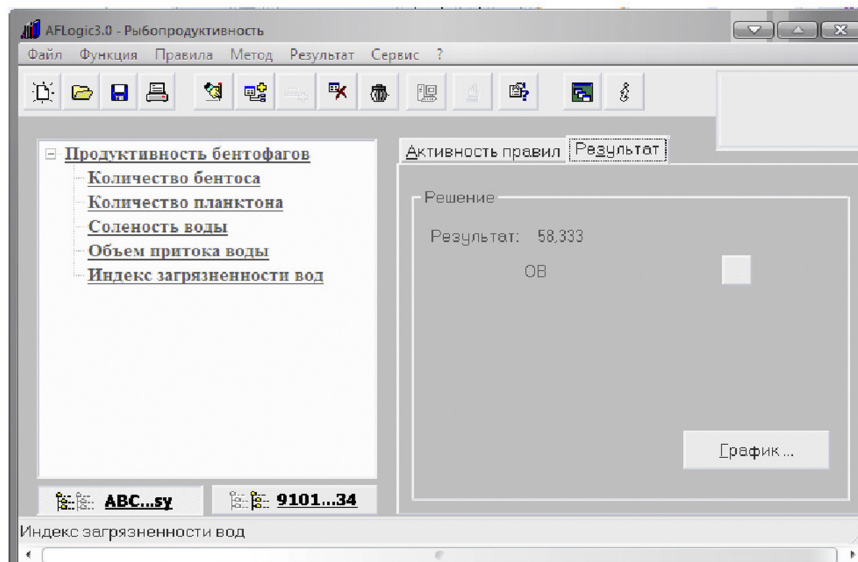 AFLogic3.0 - Рыбопродуктивность
Файл Функция Правила Метод Результат Сервис ?
Продуктивность бентофагов
Количество бентоса
Количество планктона
Соленость воды
Объем притока воды
Индекс загрязненности вод
ABC...sy
9101...34
Активность правил
Результат
Решение
Результат: 58,333
ОВ
График ...
Индекс загрязненности вод